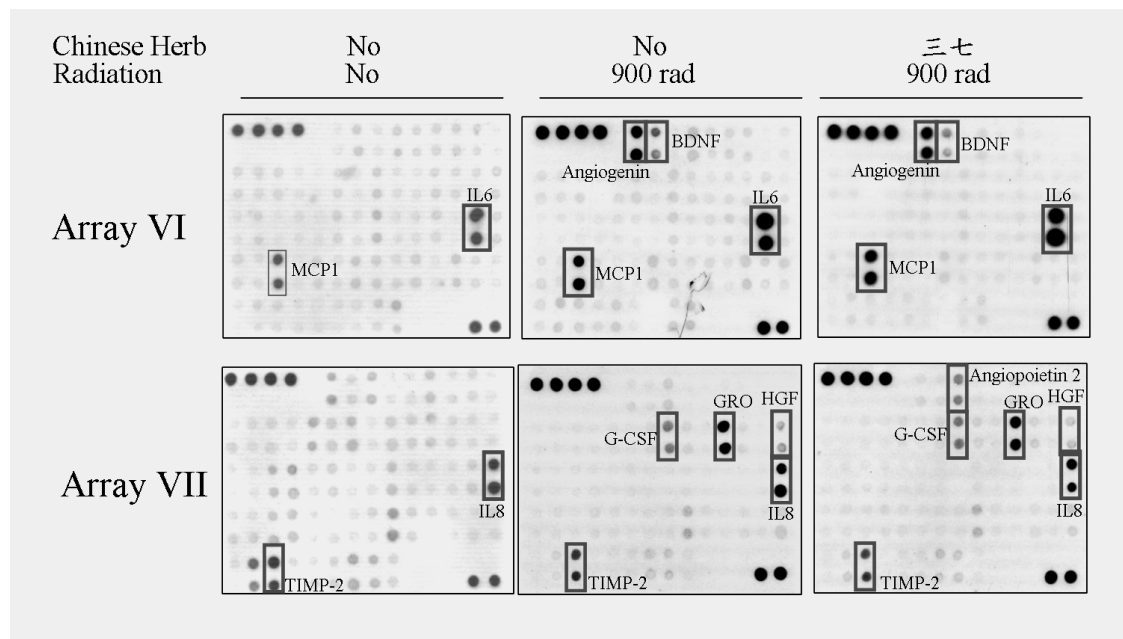 Chinese Herb No No 三七
Radiation No 900 rad 900 rad
Array VI
IL6
MCP1
BDNF
Angiogenin
IL6
MCP1
BDNF
Angiogenin
IL6
MCP1
Array VII
IL8
TIMP-2
GRO HGF
G-CSF
IL8
TIMP-2
Angiopoietin 2
GRO HGF
G-CSF
IL8
TIMP-2